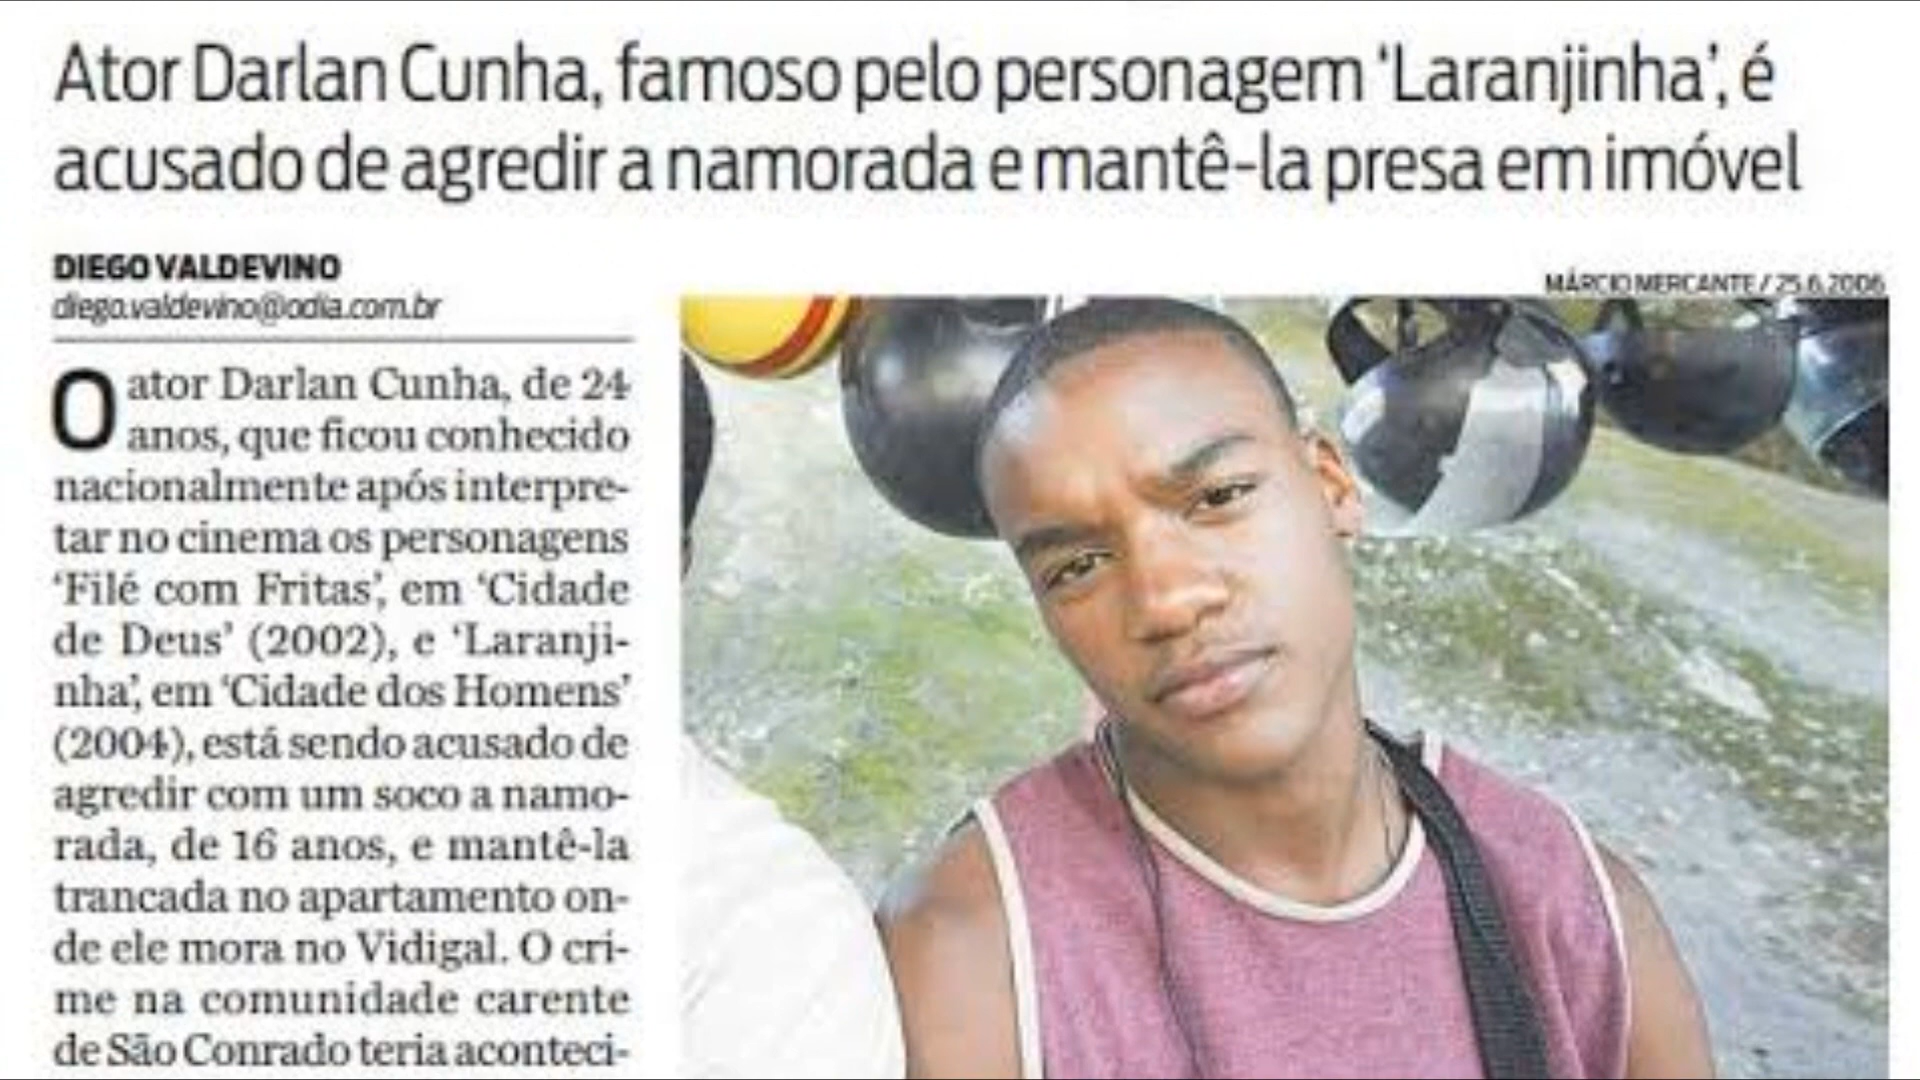 Ator Darlan Cunha, famoso pelo personagem ‘Laranjinha’, é
acusado de agredir a namorada e mantê-la presa em imóvel
DIEGO VALDEVINO
diego.valdevino@odia.com.br
MÁRCIO MERCANTE / 25.6.2006
O ator Darlan Cunha, de 24
anos, que ficou conhecido
nacionalmente após interpre-
tar no cinema os personagens
‘Filé com Fritas’, em ‘Cidade
de Deus’ (2002), e ‘Laranji-
nha’, em ‘Cidade dos Homens’
(2004), está sendo acusado de
agredir com um soco a namo-
rada, de 16 anos, e mantê-la
trancada no apartamento on-
de ele mora no Vidigal. O cri-
me na comunidade carente
de São Conrado teria aconteci-